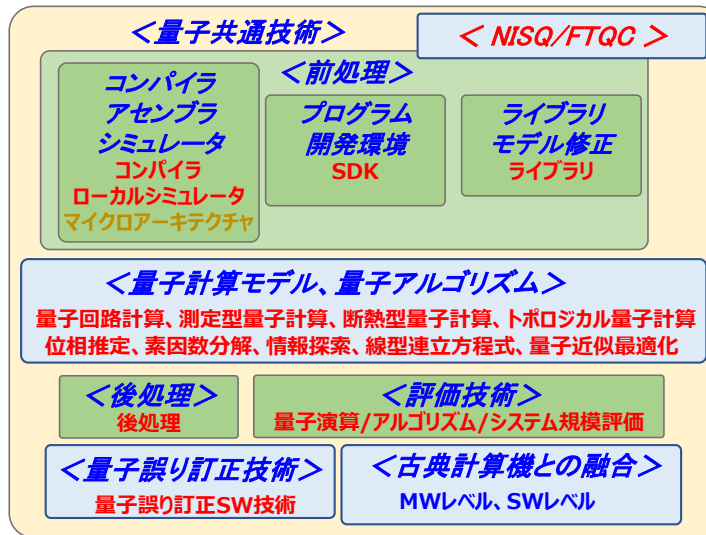 ＜量子共通技術＞
＜ NISQ/FTQC ＞
＜前処理＞
コンパイラ
アセンブラ
シミュレータ
コンパイラ
ローカルシミュレータ
マイクロアーキテクチャ
プログラム
開発環境
SDK
ライブラリ
モデル修正
ライブラリ
＜量子計算モデル、量子アルゴリズム＞
量子回路計算、測定型量子計算、断熱型量子計算、トポロジカル量子計算
位相推定、素因数分解、情報探索、線型連立方程式、量子近似最適化
＜後処理＞
後処理
＜評価技術＞
量子演算/アルゴリズム/システム規模評価
＜量子誤り訂正技術＞
量子誤り訂正SW技術
＜古典計算機との融合＞
MWレベル、SWレベル